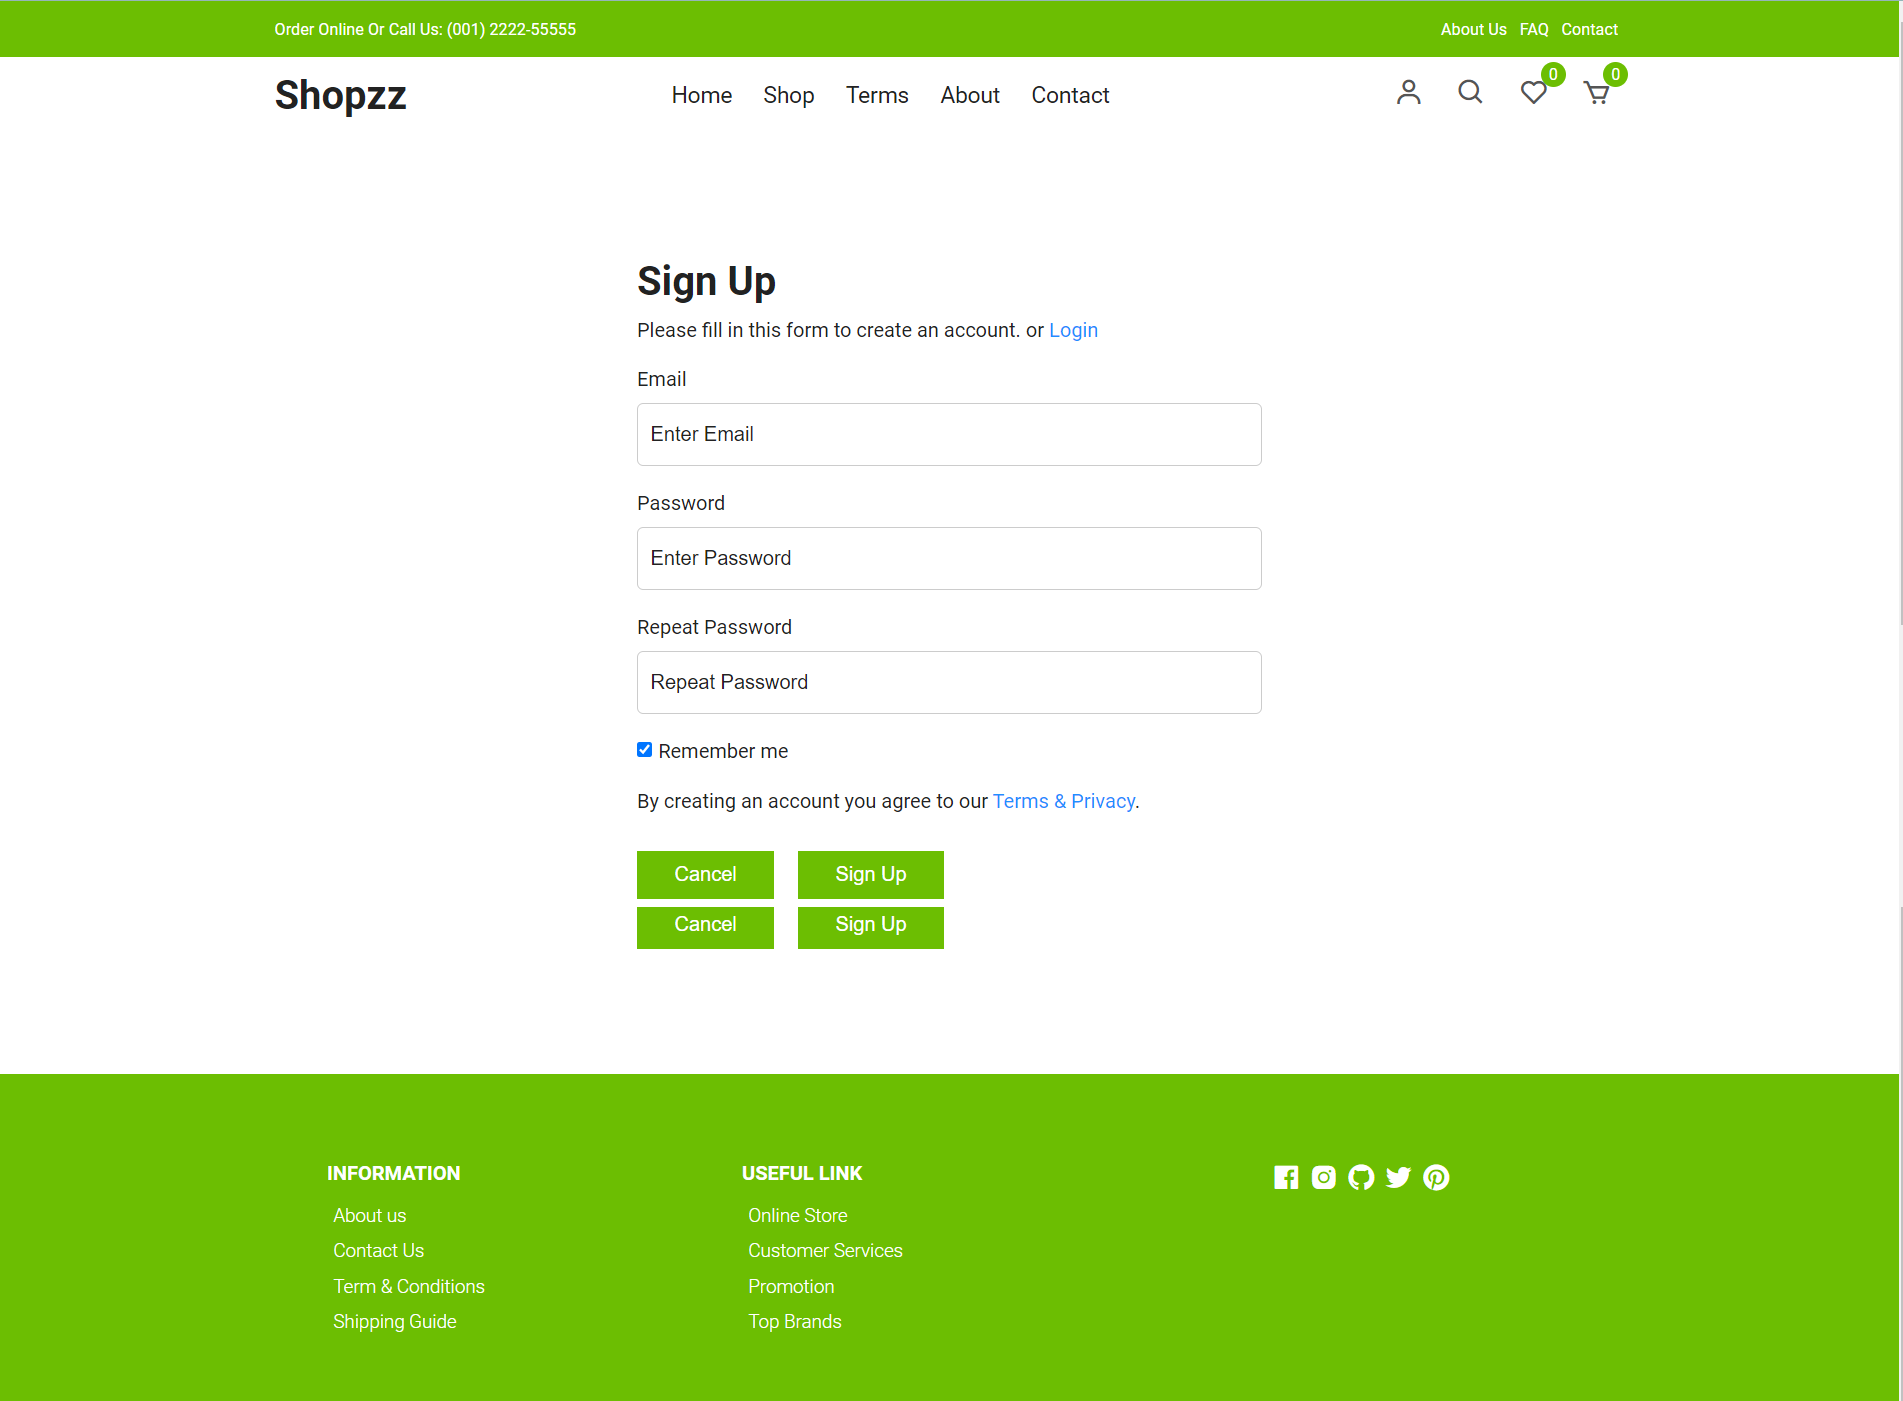 Order Online Or Call Us: (001) 2222-55555
About Us FAQ Contact
Shopzz
Home Shop Terms About Contact
0 0
Sign Up
Please fill in this form to create an account. or Login
Email
Enter Email
Password
Enter Password
Repeat Password
Repeat Password
Remember me
By creating an account you agree to our Terms & Privacy.
Cancel Sign Up
Cancel Sign Up
INFORMATION
About us
Contact Us
Term & Conditions
Shipping Guide
USEFUL LINK
Online Store
Customer Services
Promotion
Top Brands